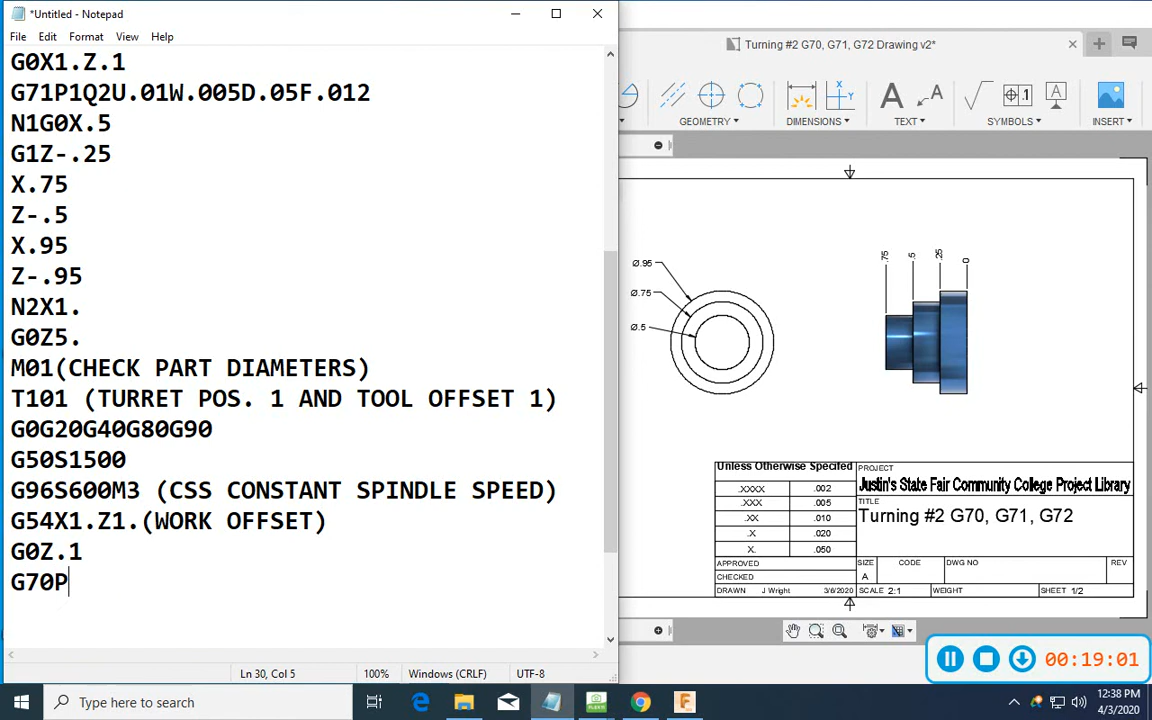 *Untitled - Notepad
File Edit Format View Help
G0X1.Z.1
G71P1Q2U.01W.005D.05F.012
N1G0X.5
G1Z-.25
X.75
Z-.5
X.95
Z-.95
N2X1.
G0Z5.
M01(CHECK PART DIAMETERS)
T101 (TURRET POS. 1 AND TOOL OFFSET 1)
G0G20G40G80G90
G50S1500
G96S600M3 (CSS CONSTANT SPINDLE SPEED)
G54X1.Z1.(WORK OFFSET)
G0Z.1
G70P
Ln 30, Col 5 100% Windows (CRLF) UTF-8
Turning #2 G70, G71, G72 Drawing v2*
GEOMETRY DIMENSIONS TEXT SYMBOLS INSERT
Ø.95
Ø.75
Ø.5
.75 .5 .25 0
Unless Otherwise Specifed
.XXXX .002
.XXX .005
.XX .010
.X .020
X. .050
APPROVED
CHECKED
DRAWN J Wright 3/6/2020
PROJECT
Justin's State Fair Community College Project Library
TITLE
Turning #2 G70, G71, G72
SIZE CODE DWG NO REV
A
SCALE 2:1 WEIGHT SHEET 1/2
00:19:01
Type here to search
12:38 PM
4/3/2020